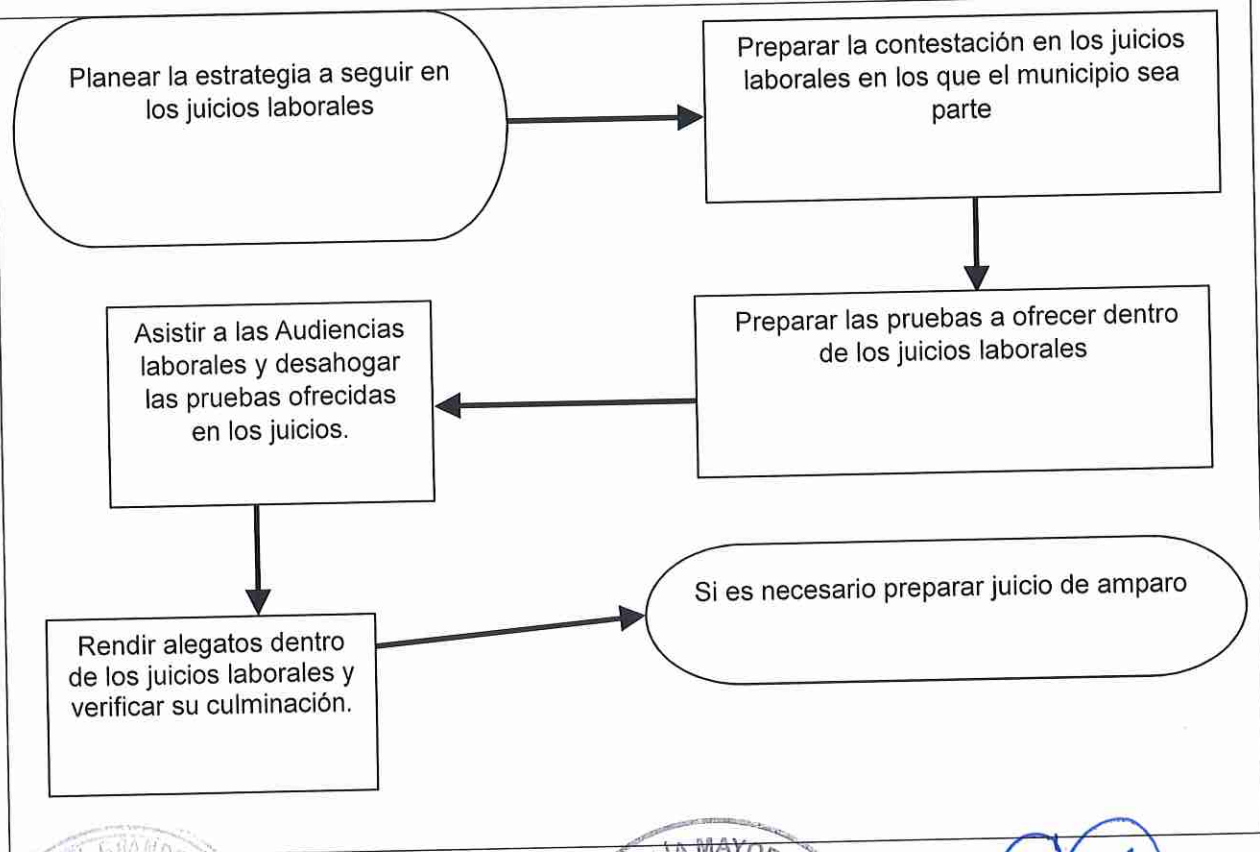 Planear la estrategia a seguir en
los juicios laborales
Preparar la contestación en los juicios
laborales en los que el municipio sea
parte
Preparar las pruebas a ofrecer dentro
de los juicios laborales
Asistir a las Audiencias
laborales y desahogar
las pruebas ofrecidas
en los juicios.
Rendir alegatos dentro
de los juicios laborales y
verificar su culminación.
Si es necesario preparar juicio de amparo